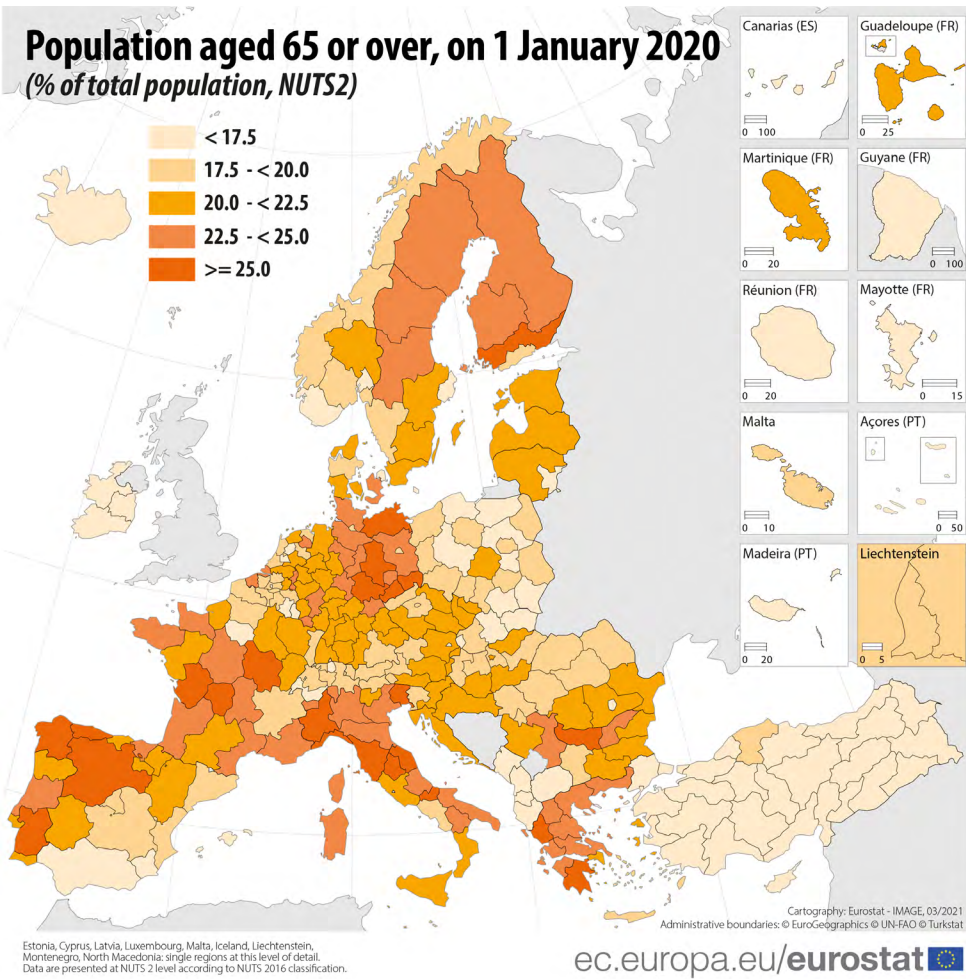 Population aged 65 or over, on 1 January 2020
(% of total population, NUTS2)
< 17.5
17.5 - < 20.0
20.0 - < 22.5
22.5 - < 25.0
>= 25.0
Canarias (ES)
0 100
Guadeloupe (FR)
0 25
Martinique (FR)
0 20
Guyane (FR)
0 100
Réunion (FR)
0 20
Mayotte (FR)
0 15
Malta
0 10
Açores (PT)
0 50
Madeira (PT)
0 20
Liechtenstein
0 5
Cartography: Eurostat - IMAGE, 03/2021
Administrative boundaries: © EuroGeographics © UN-FAO © Turkstat
Estonia, Cyprus, Latvia, Luxembourg, Malta, Iceland, Liechtenstein,
Montenegro, North Macedonia: single regions at this level of detail.
Data are presented at NUTS 2 level according to NUTS 2016 classification.
ec.europa.eu/eurostat